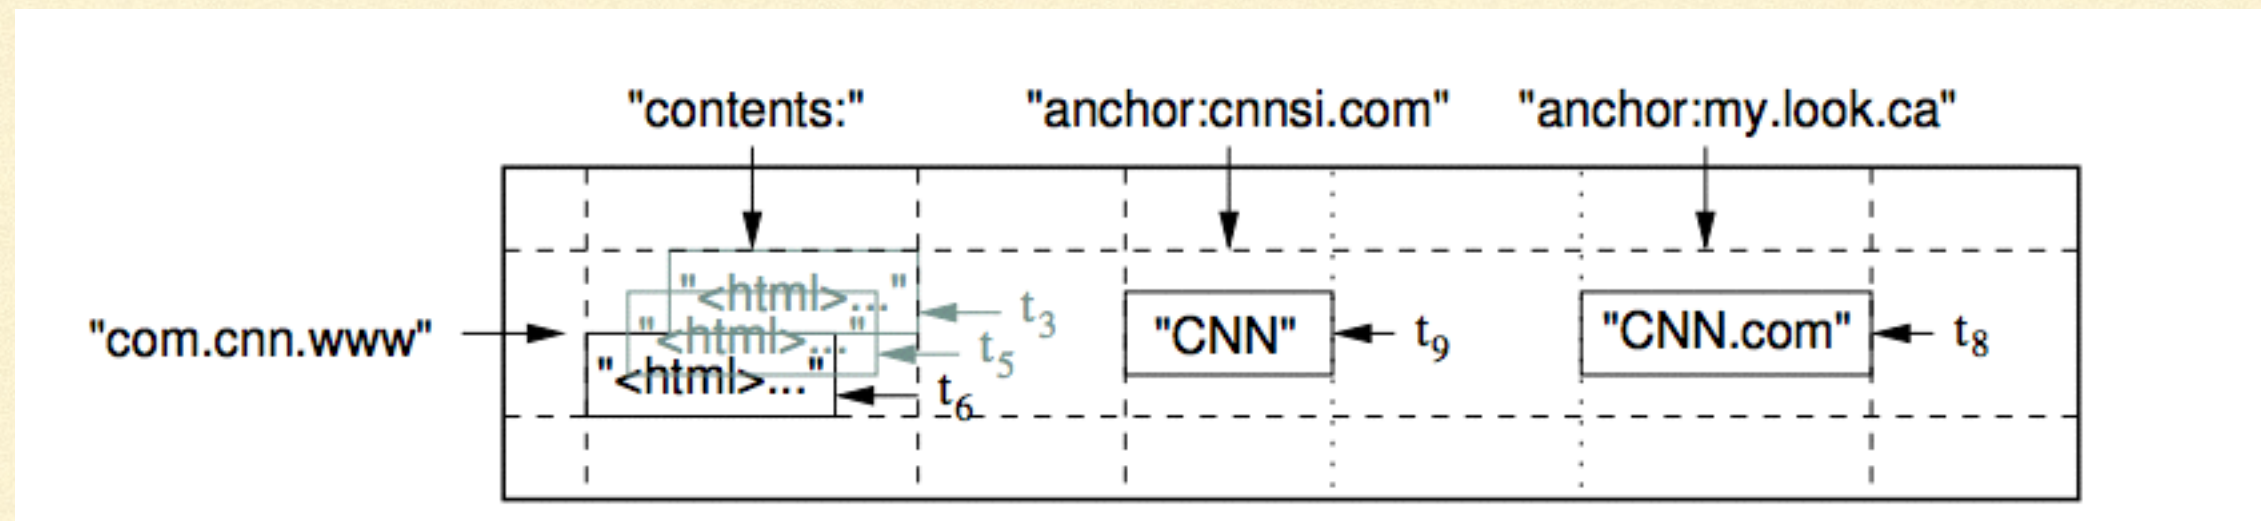 "contents:" "anchor:cnnsi.com" "anchor:my.look.ca"
"<html>..." t3
"com.cnn.www" "<html>..." t5 "CNN" t9 "CNN.com" t8
"<html>..." t6